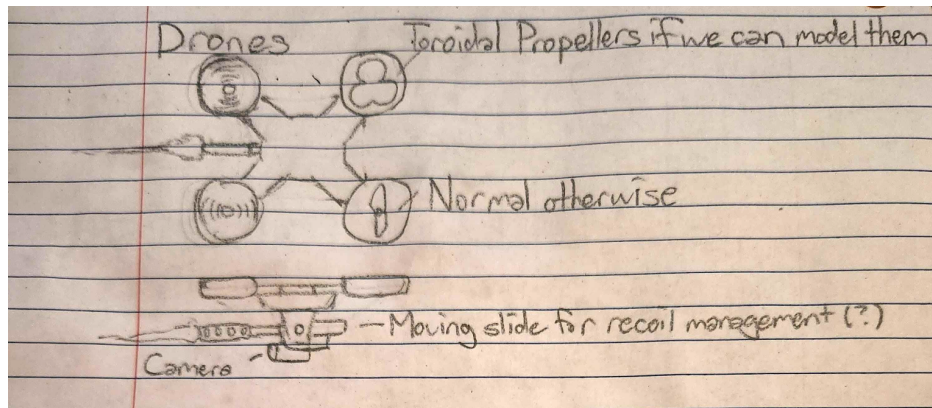 Drones
Toroidal Propellers if we can model them
Normal otherwise
Moving slide for recoil management (?)
Camera